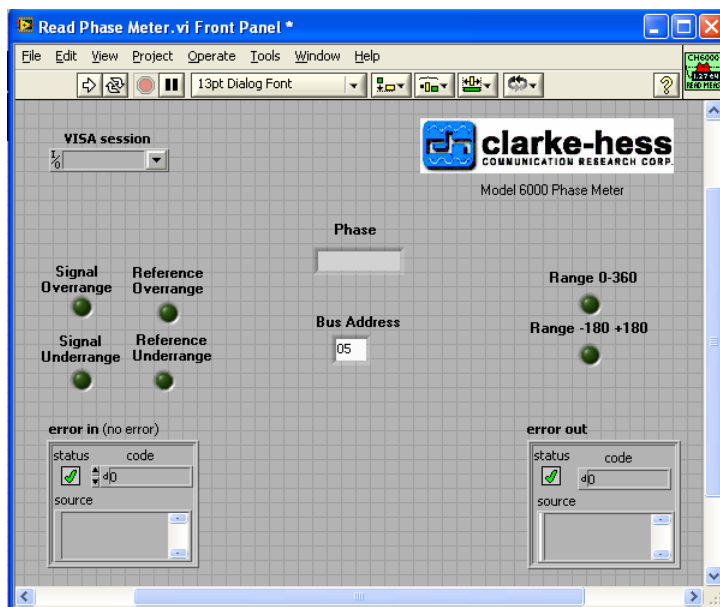 Read Phase Meter.vi Front Panel *
File Edit View Project Operate Tools Window Help
13pt Dialog Font
?
CH6000
READ MEAS
VISA session
I/O
clarke-hess
COMMUNICATION RESEARCH CORP.
Model 6000 Phase Meter
Phase
Signal Overrange
Reference Overrange
Range 0-360
Bus Address
05
Range -180 +180
Signal Underrange
Reference Underrange
error in (no error)
status code
d0
source
error out
status code
d0
source